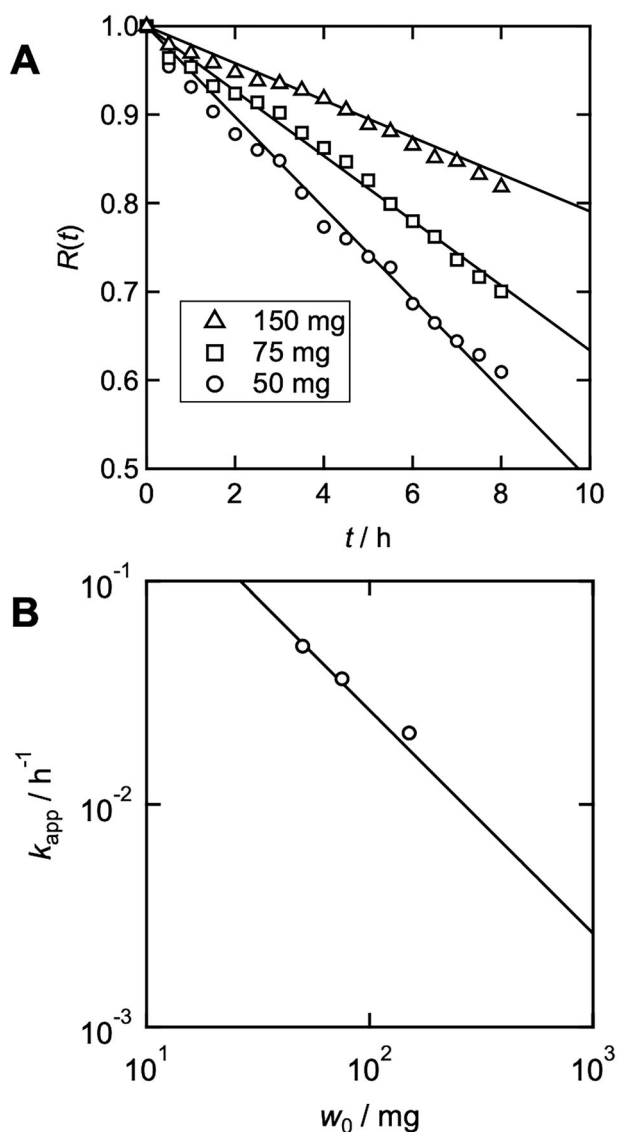 A
1.0
0.9
0.8
0.7
0.6
0.5
R(t)
150 mg
75 mg
50 mg
0 2 4 6 8 10
t / h
B
10⁻¹
10⁻²
10⁻³
k_app / h⁻¹
10¹ 10² 10³
w₀ / mg